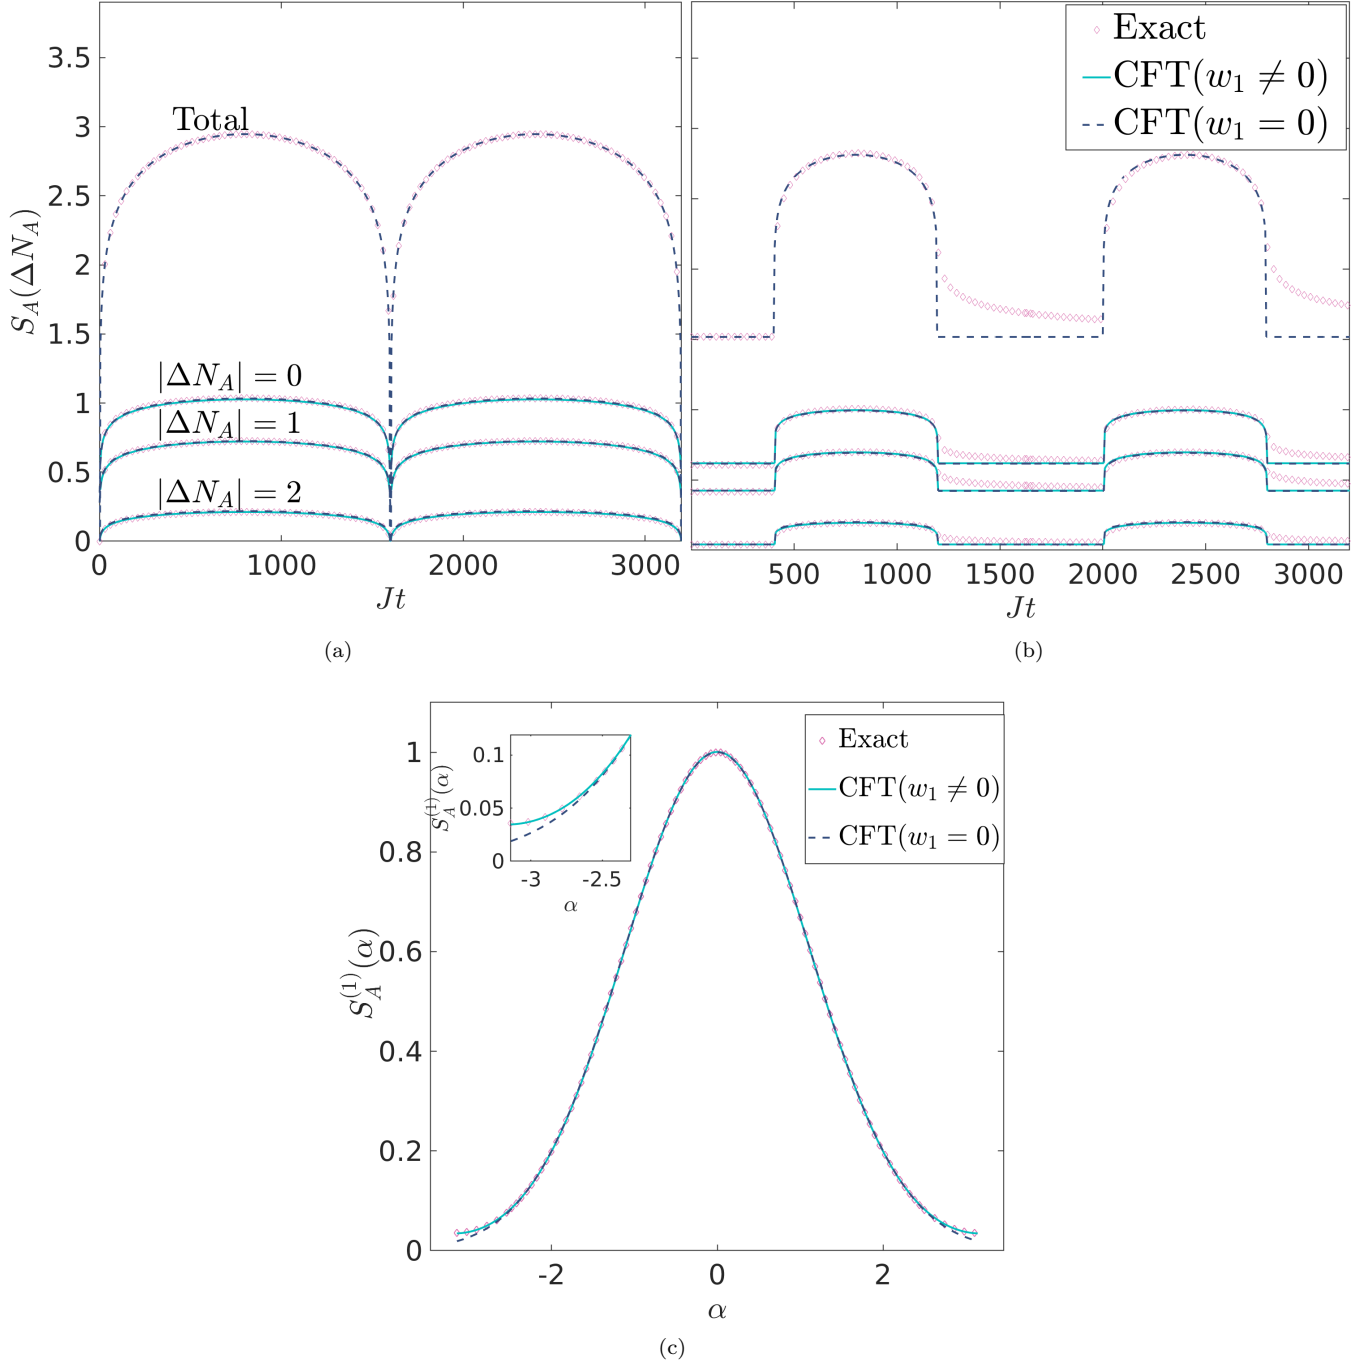 3.5
3
2.5
2
1.5
1
0.5
0
S_A(ΔN_A)
Total
|ΔN_A| = 0
|ΔN_A| = 1
|ΔN_A| = 2
0 1000 2000 3000
Jt
(a)
Exact
CFT(w_1 ≠ 0)
CFT(w_1 = 0)
500 1000 1500 2000 2500 3000
Jt
(b)
1
0.8
0.6
0.4
0.2
0
S_A^{(1)}(α)
0.1
0.05
0
S_A^{(1)}(α)
-3 -2.5
α
Exact
CFT(w_1 ≠ 0)
CFT(w_1 = 0)
-2 0 2
α
(c)